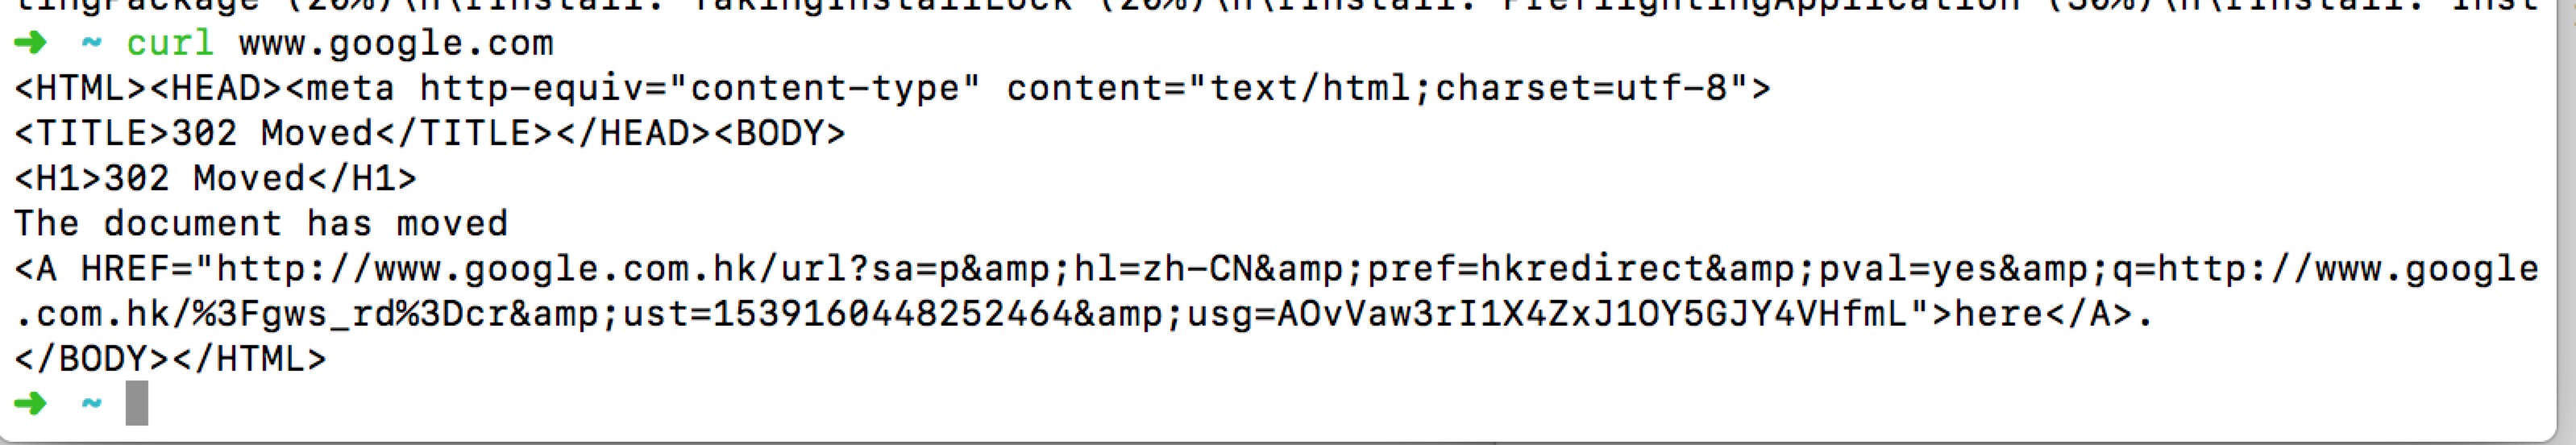 ➜ ~ curl www.google.com
<HTML><HEAD><meta http-equiv="content-type" content="text/html;charset=utf-8">
<TITLE>302 Moved</TITLE></HEAD><BODY>
<H1>302 Moved</H1>
The document has moved
<A HREF="http://www.google.com.hk/url?sa=p&amp;hl=zh-CN&amp;pref=hkredirect&amp;pval=yes&amp;q=http://www.google
.com.hk/%3Fgws_rd%3Dcr&amp;ust=1539160448252464&amp;usg=AOvVaw3rI1X4ZxJ1OY5GJY4VHfmL">here</A>.
</BODY></HTML>
➜ ~